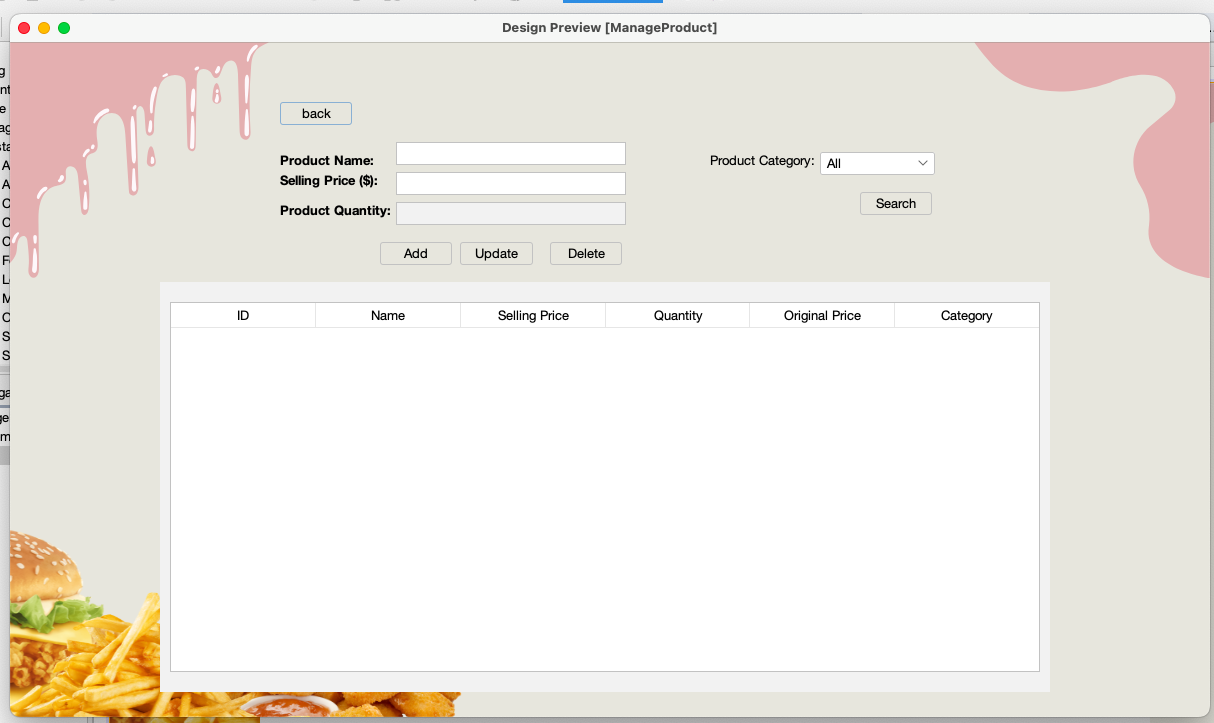 Design Preview [ManageProduct]
back
Product Name:
Product Category: All
Selling Price ($):
Search
Product Quantity:
Add Update Delete
ID Name Selling Price Quantity Original Price Category